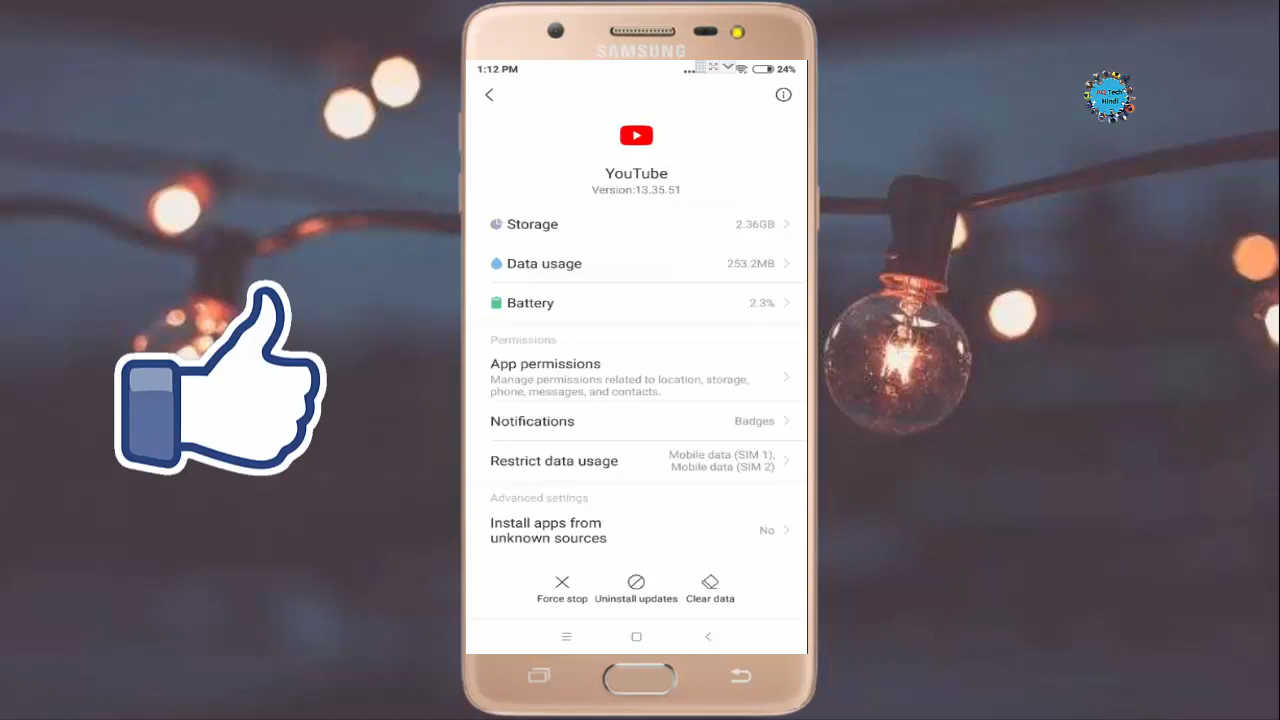 SAMSUNG
1:12 PM
24%
YouTube
Version:13.35.51
Storage
2.36GB
Data usage
253.2MB
Battery
2.3%
Permissions
App permissions
Manage permissions related to location, storage,
phone, messages, and contacts.
Notifications
Badges
Restrict data usage
Mobile data (SIM 1),
Mobile data (SIM 2)
Advanced settings
Install apps from
unknown sources
No
Force stop
Uninstall updates
Clear data
AQ Tech
Hindi